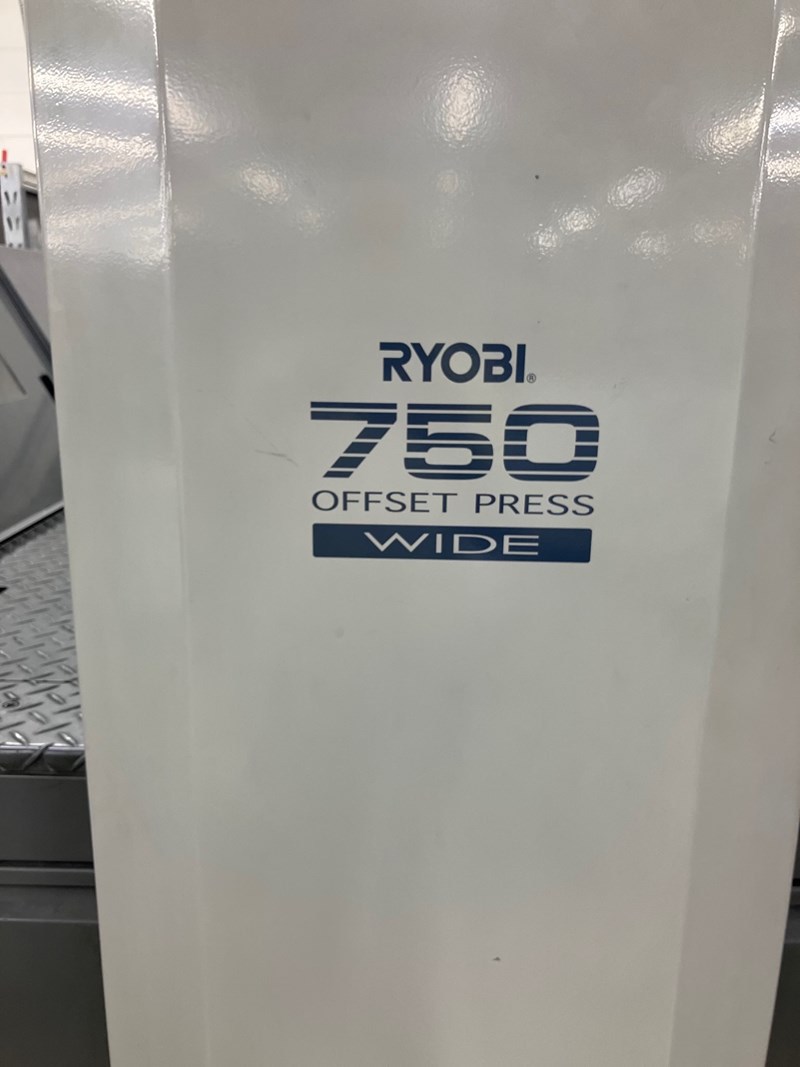 RYOBI®
750
OFFSET PRESS
WIDE